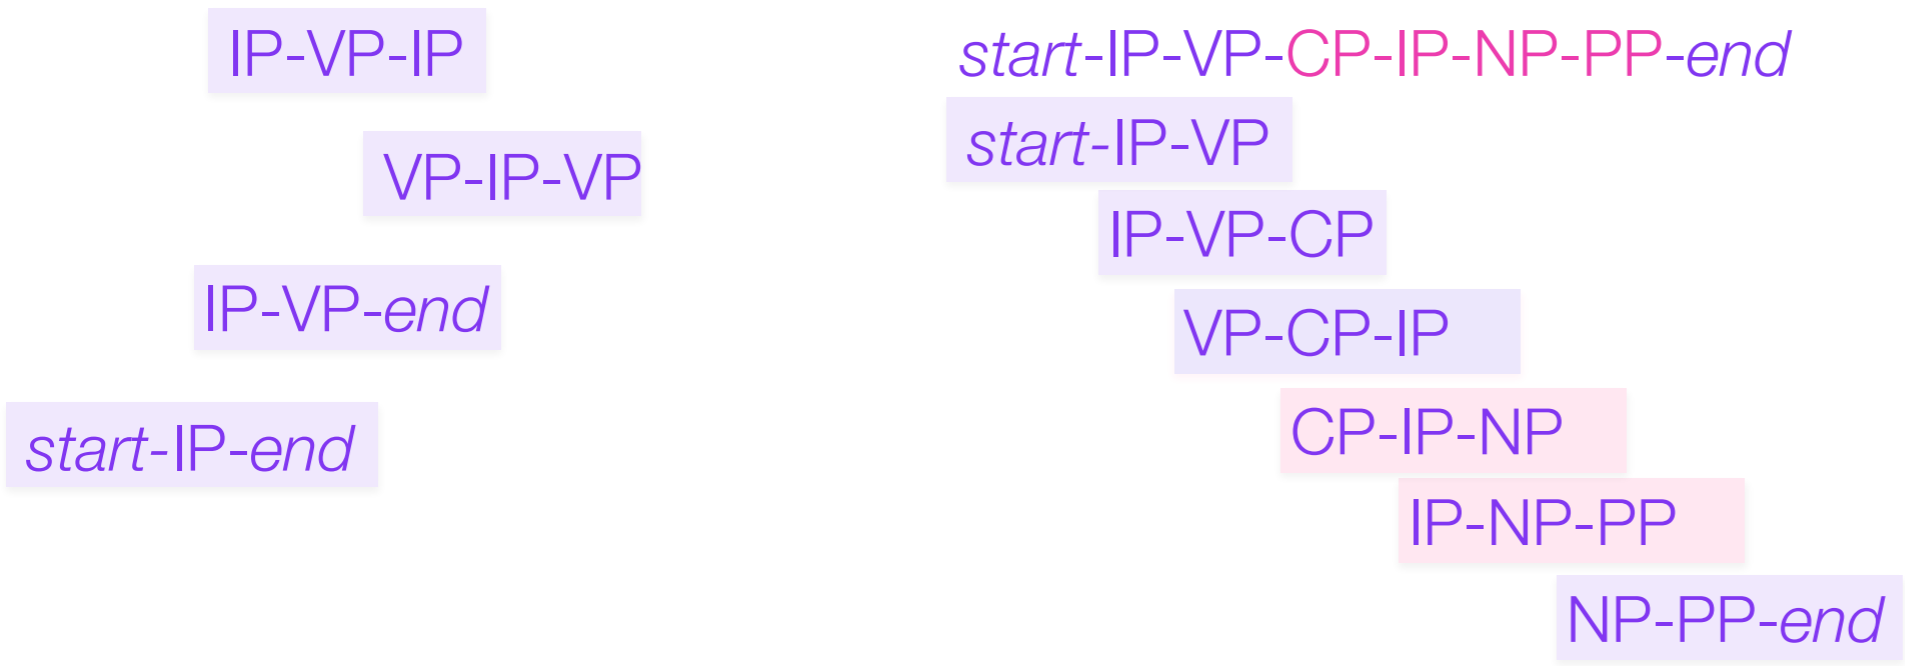 IP-VP-IP
VP-IP-VP
IP-VP-end
start-IP-end
start-IP-VP-CP-IP-NP-PP-end
start-IP-VP
IP-VP-CP
VP-CP-IP
CP-IP-NP
IP-NP-PP
NP-PP-end